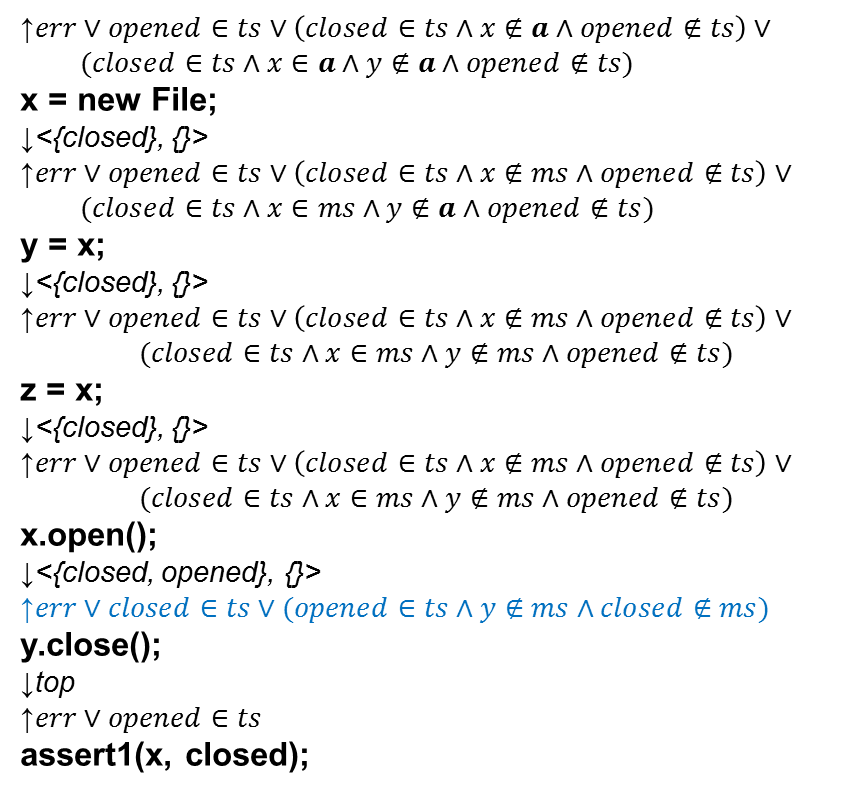 ↑err ∨ opened ∈ ts ∨ (closed ∈ ts ∧ x ∉ a ∧ opened ∉ ts) ∨
(closed ∈ ts ∧ x ∈ a ∧ y ∉ a ∧ opened ∉ ts)
x = new File;
↓<{closed}, {}>
↑err ∨ opened ∈ ts ∨ (closed ∈ ts ∧ x ∉ ms ∧ opened ∉ ts) ∨
(closed ∈ ts ∧ x ∈ ms ∧ y ∉ a ∧ opened ∉ ts)
y = x;
↓<{closed}, {}>
↑err ∨ opened ∈ ts ∨ (closed ∈ ts ∧ x ∉ ms ∧ opened ∉ ts) ∨
(closed ∈ ts ∧ x ∈ ms ∧ y ∉ ms ∧ opened ∉ ts)
z = x;
↓<{closed}, {}>
↑err ∨ opened ∈ ts ∨ (closed ∈ ts ∧ x ∉ ms ∧ opened ∉ ts) ∨
(closed ∈ ts ∧ x ∈ ms ∧ y ∉ ms ∧ opened ∉ ts)
x.open();
↓<{closed, opened}, {}>
↑err ∨ closed ∈ ts ∨ (opened ∈ ts ∧ y ∉ ms ∧ closed ∉ ms)
y.close();
↓top
↑err ∨ opened ∈ ts
assert1(x, closed);